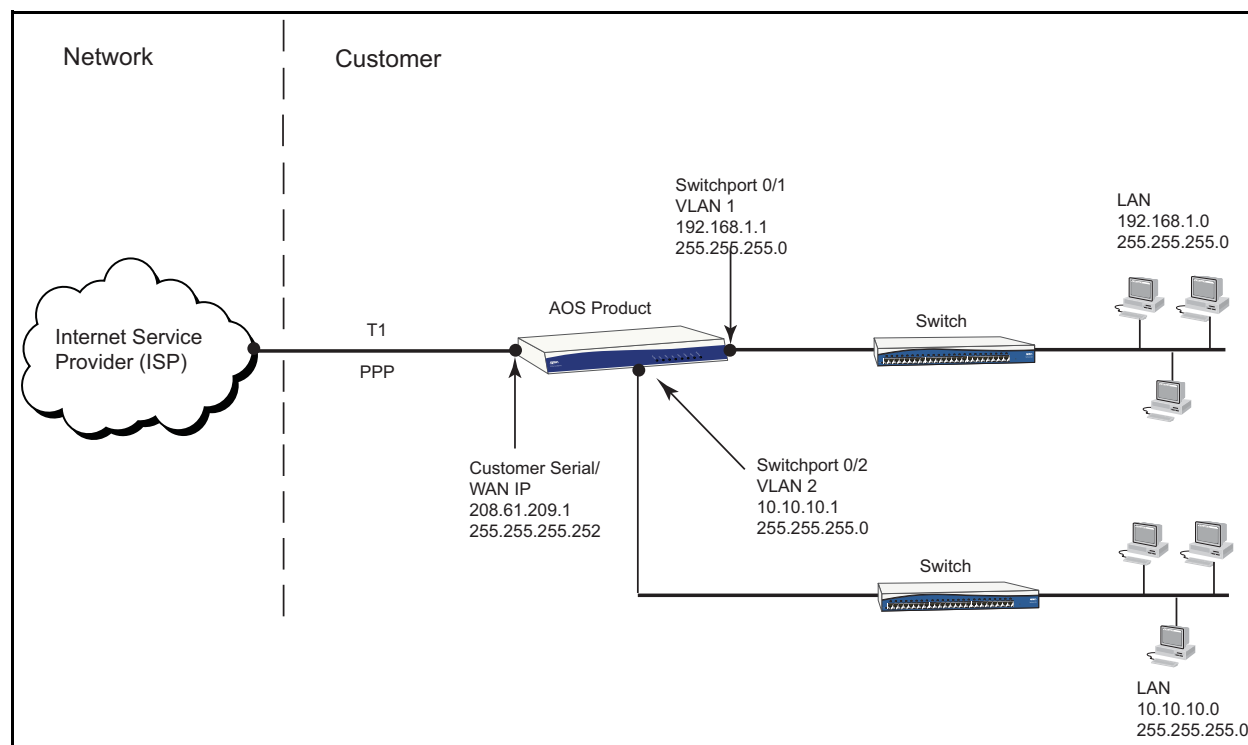 Network
Customer
Switchport 0/1
VLAN 1
192.168.1.1
255.255.255.0
LAN
192.168.1.0
255.255.255.0
AOS Product
Switch
Internet Service
Provider (ISP)
T1
PPP
Customer Serial/
WAN IP
208.61.209.1
255.255.255.252
Switchport 0/2
VLAN 2
10.10.10.1
255.255.255.0
Switch
LAN
10.10.10.0
255.255.255.0